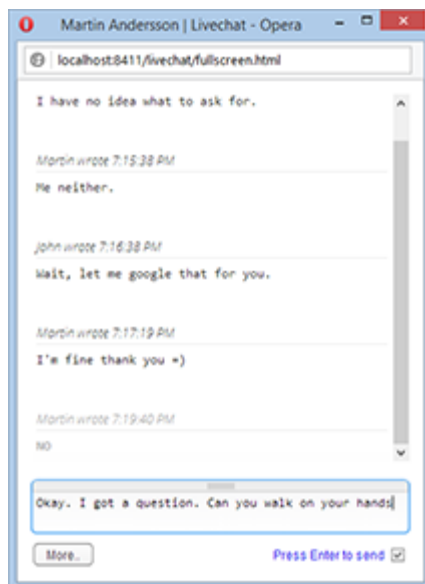 Martin Andersson | Livechat - Opera
localhost:8411/livechat/fullscreen.html
I have no idea what to ask for.
Martin wrote 7:15:38 PM
Me neither.
John wrote 7:16:38 PM
Wait, let me google that for you.
Martin wrote 7:17:19 PM
I'm fine thank you =)
Martin wrote 7:19:40 PM
NO
Okay. I got a question. Can you walk on your hands
More..
Press Enter to send